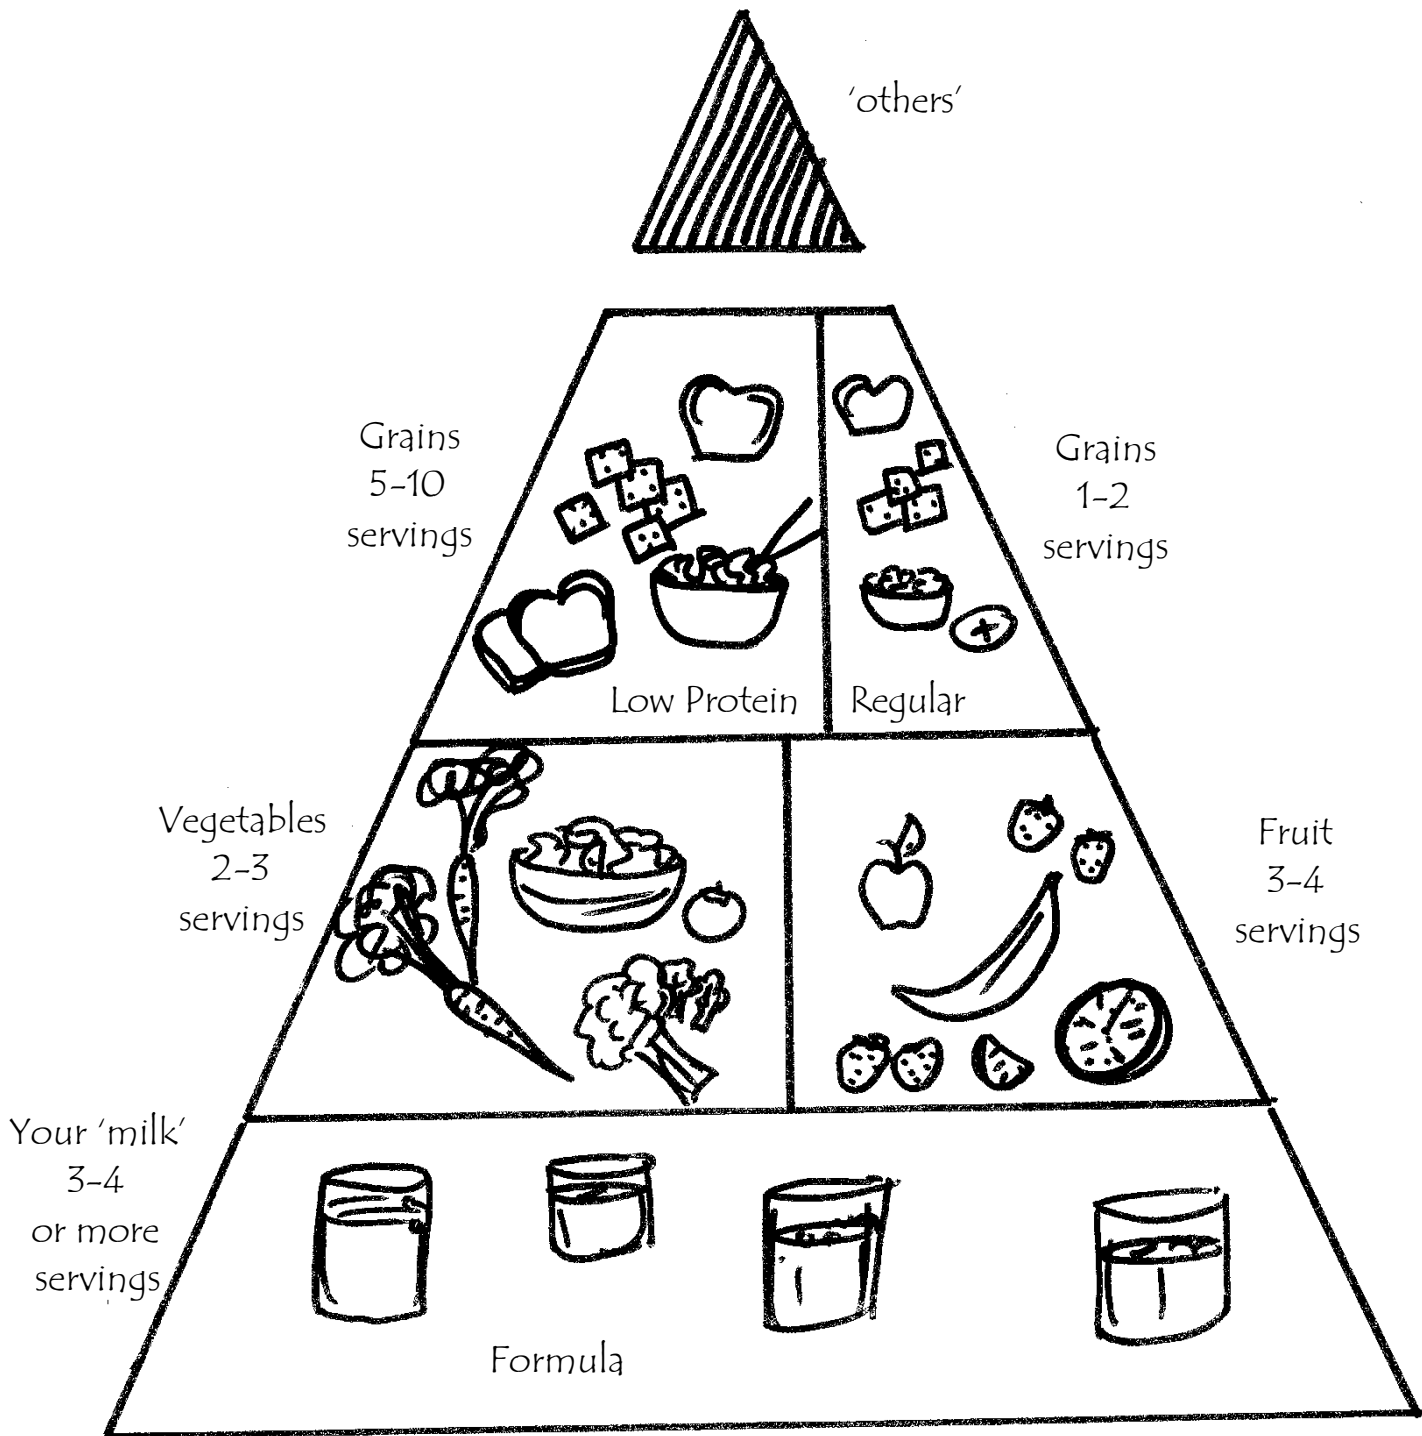 ‘others’
Grains
5-10
servings
Grains
1-2
servings
Low Protein
Regular
Vegetables
2-3
servings
Fruit
3-4
servings
Your ‘milk’
3-4
or more
servings
Formula